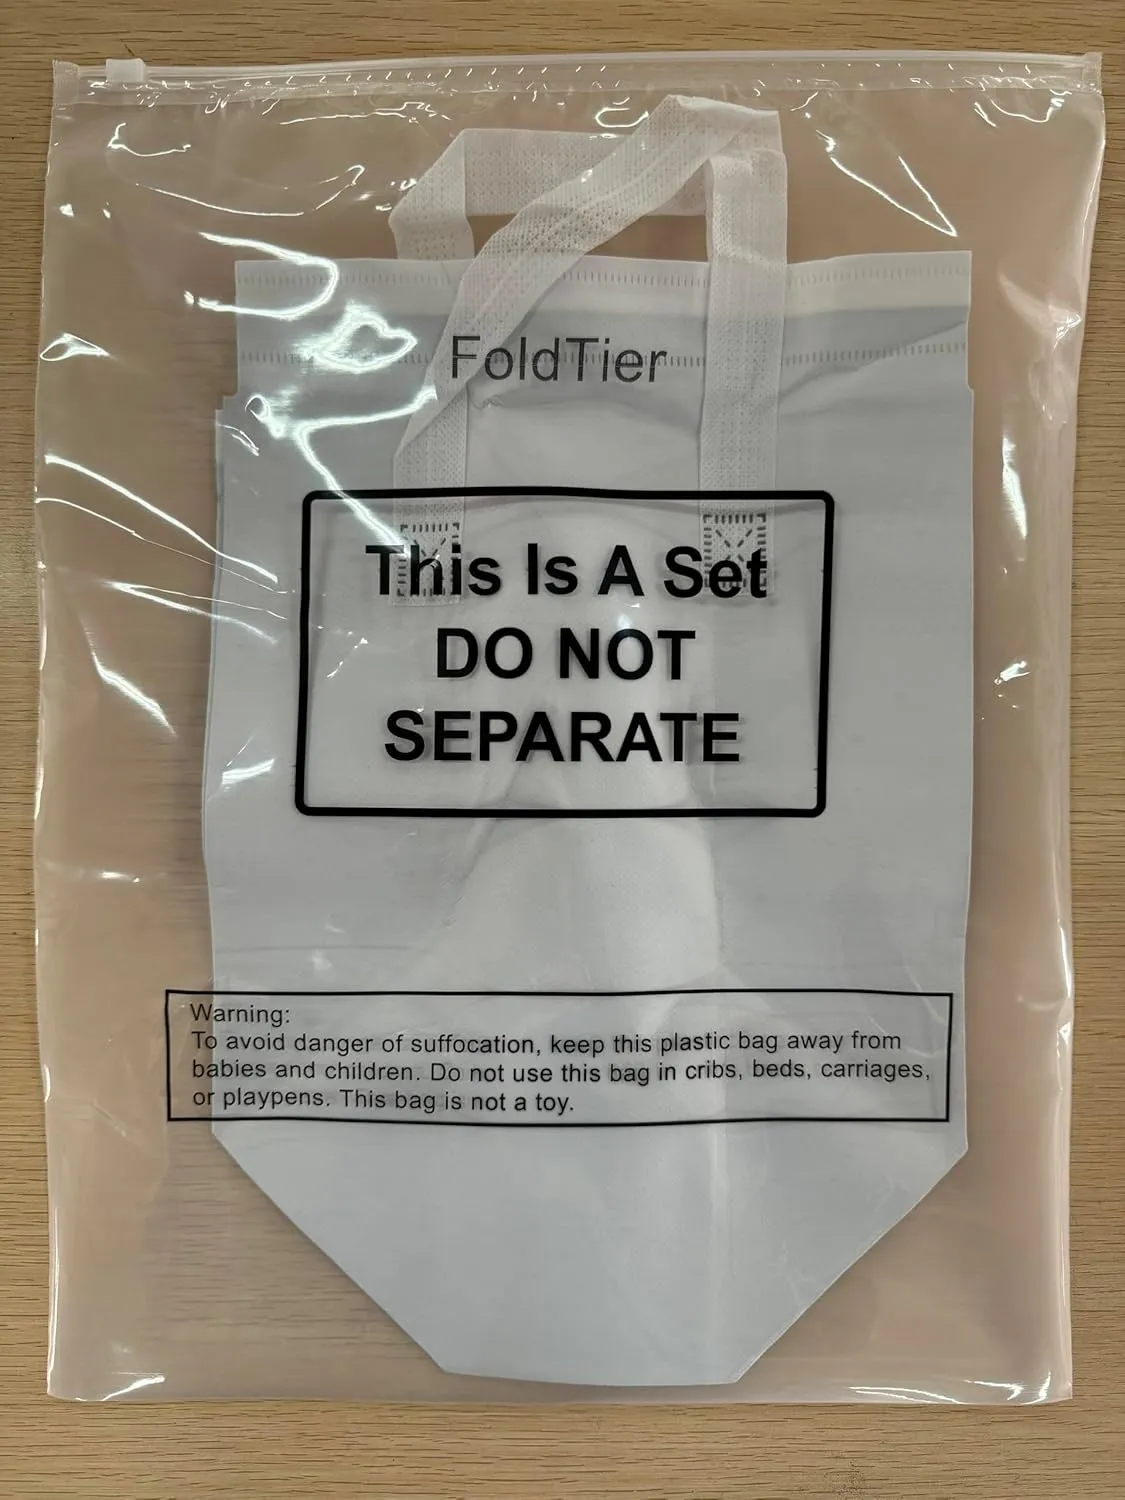 FoldTier
This Is A Set
DO NOT
SEPARATE
Warning:
To avoid danger of suffocation, keep this plastic bag away from
babies and children. Do not use this bag in cribs, beds, carriages,
or playpens. This bag is not a toy.